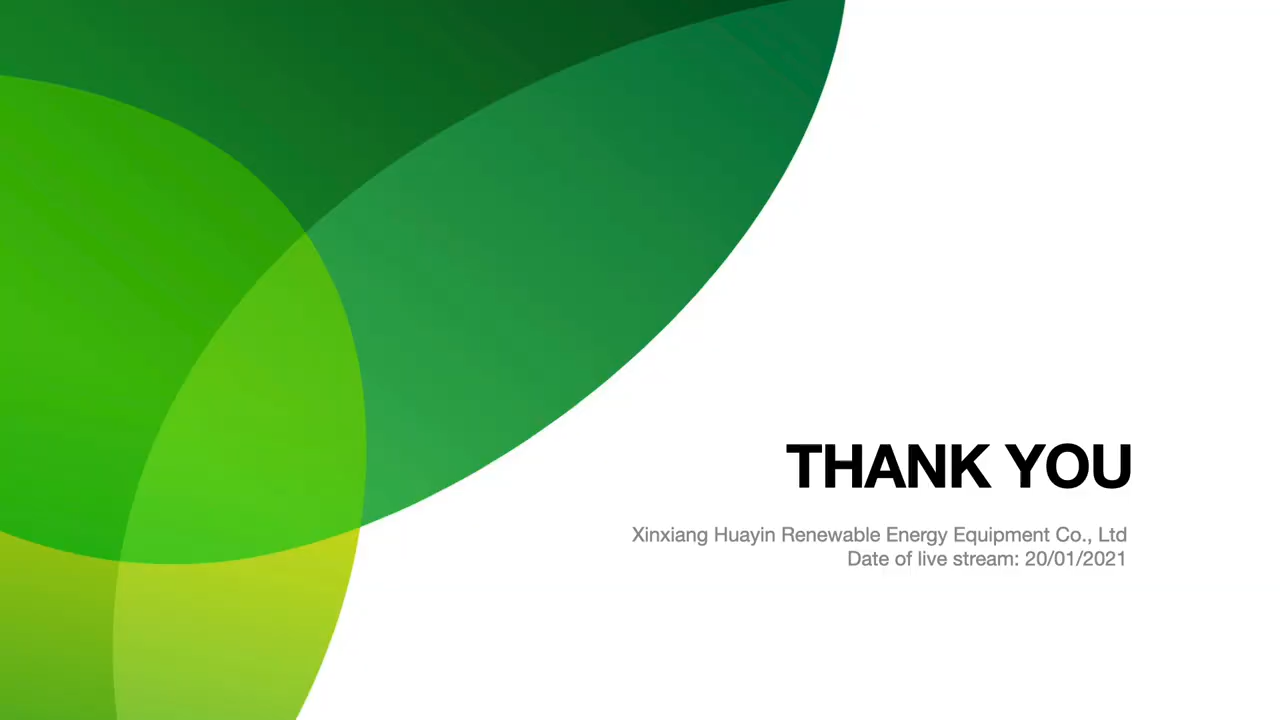 THANK YOU
Xinxiang Huayin Renewable Energy Equipment Co., Ltd
Date of live stream: 20/01/2021